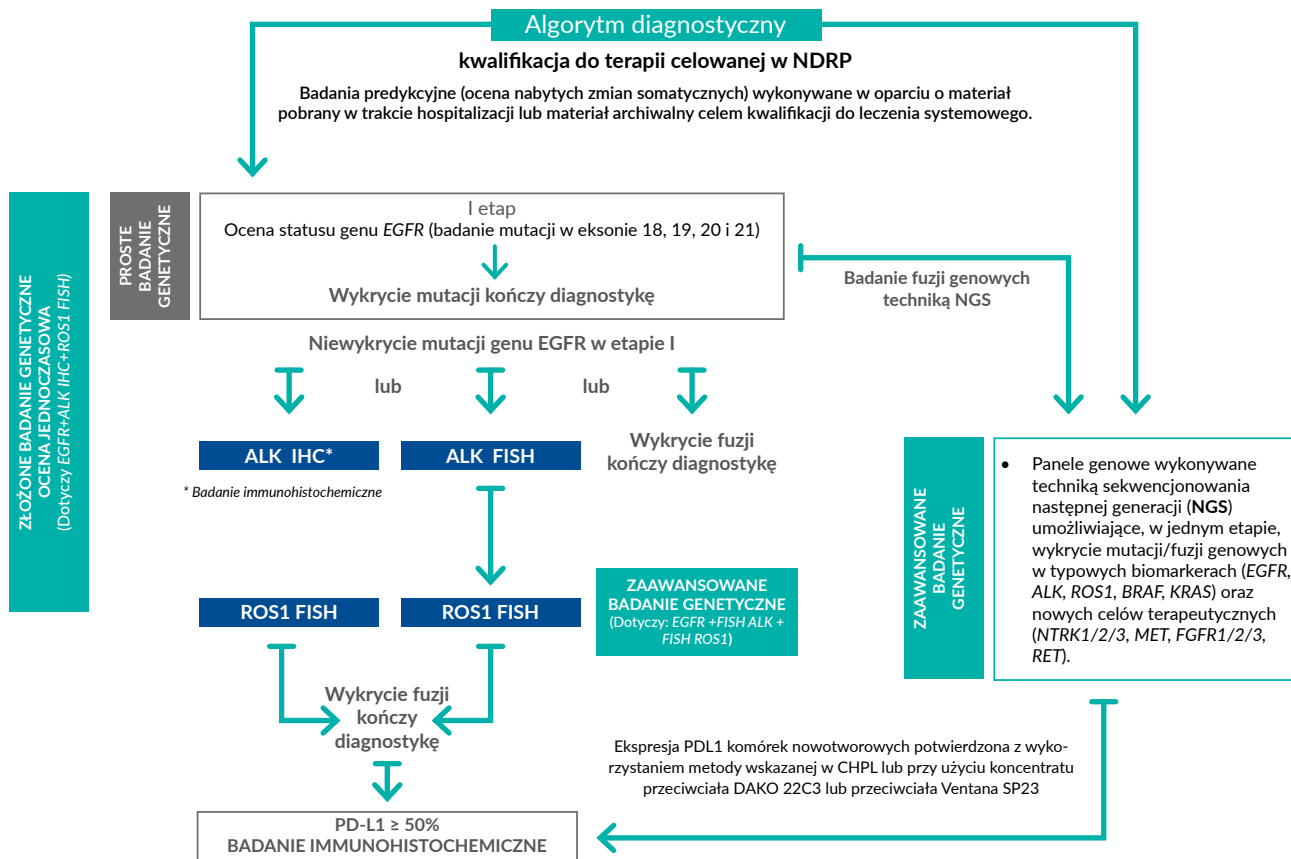 Algorytm diagnostyczny
kwalifikacja do terapii celowanej w NDRP
Badania predykcyjne (ocena nabytych zmian somatycznych) wykonywane w oparciu o materiał
pobrany w trakcie hospitalizacji lub materiał archiwalny celem kwalifikacji do leczenia systemowego.
ZŁOŻONE BADANIE GENETYCZNE
OCENA JEDNOCZASOWA
(Dotyczy EGFR+ALK IHC+ROS1 FISH)
PROSTE
BADANIE
GENETYCZNE
I etap
Ocena statusu genu EGFR (badanie mutacji w eksonie 18, 19, 20 i 21)
Wykrycie mutacji kończy diagnostykę
Badanie fuzji genowych
techniką NGS
Niewykrycie mutacji genu EGFR w etapie I
lub
lub
ALK IHC*
ALK FISH
Wykrycie fuzji
kończy diagnostykę
* Badanie immunohistochemiczne
ROS1 FISH
ROS1 FISH
ZAAWANSOWANE
BADANIE GENETYCZNE
(Dotyczy: EGFR +FISH ALK +
FISH ROS1)
ZAAWANSOWANE
BADANIE
GENETYCZNE
• Panele genowe wykonywane
techniką sekwencjonowania
następnej generacji (NGS)
umożliwiające, w jednym etapie,
wykrycie mutacji/fuzji genowych
w typowych biomarkerach (EGFR,
ALK, ROS1, BRAF, KRAS) oraz
nowych celów terapeutycznych
(NTRK1/2/3, MET, FGFR1/2/3,
RET).
Wykrycie fuzji
kończy
diagnostykę
Ekspresja PDL1 komórek nowotworowych potwierdzona z wyko-
rzystaniem metody wskazanej w CHPL lub przy użyciu koncentratu
przeciwciała DAKO 22C3 lub przeciwciała Ventana SP23
PD-L1 ≥ 50%
BADANIE IMMUNOHISTOCHEMICZNE